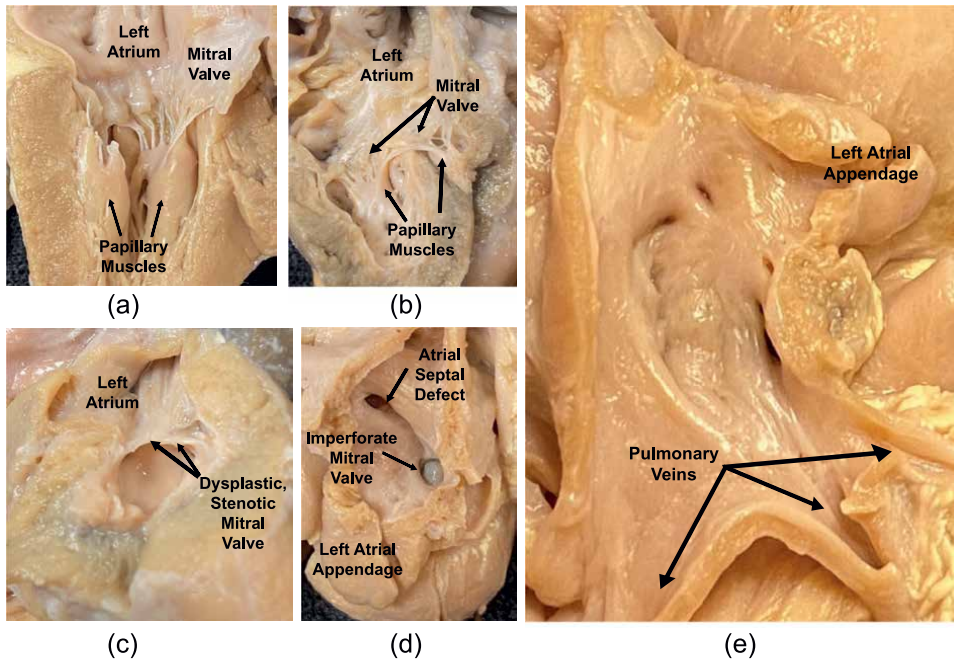 Left
Atrium
Mitral
Valve
Papillary
Muscles
(a)
Left
Atrium
Mitral
Valve
Papillary
Muscles
(b)
Left
Atrium
Dysplastic,
Stenotic
Mitral
Valve
(c)
Atrial
Septal
Defect
Imperforate
Mitral
Valve
Left Atrial
Appendage
(d)
Left Atrial
Appendage
Pulmonary
Veins
(e)